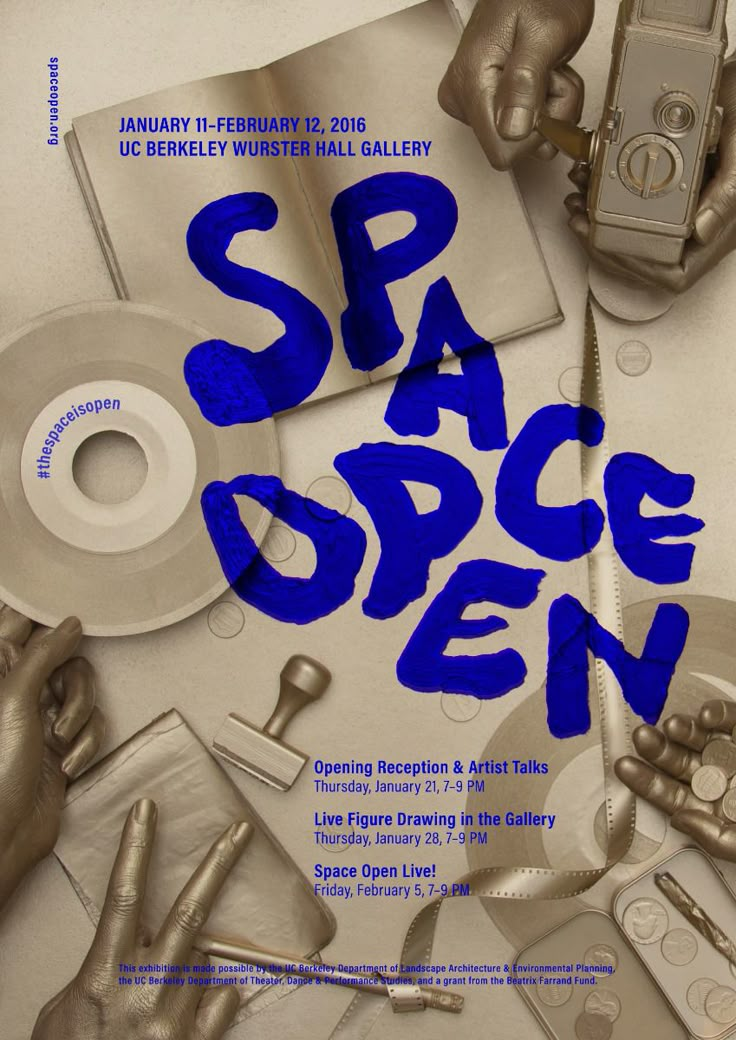 spaceopen.org
JANUARY 11–FEBRUARY 12, 2016
UC BERKELEY WURSTER HALL GALLERY
SPACE
OPEN
#thespaceisopen
Opening Reception & Artist Talks
Thursday, January 21, 7–9 PM
Live Figure Drawing in the Gallery
Thursday, January 28, 7–9 PM
Space Open Live!
Friday, February 5, 7–9 PM
This exhibition is made possible by the UC Berkeley Department of Landscape Architecture & Environmental Planning,
the UC Berkeley Department of Theater, Dance & Performance Studies, and a grant from the Beatrix Farrand Fund.